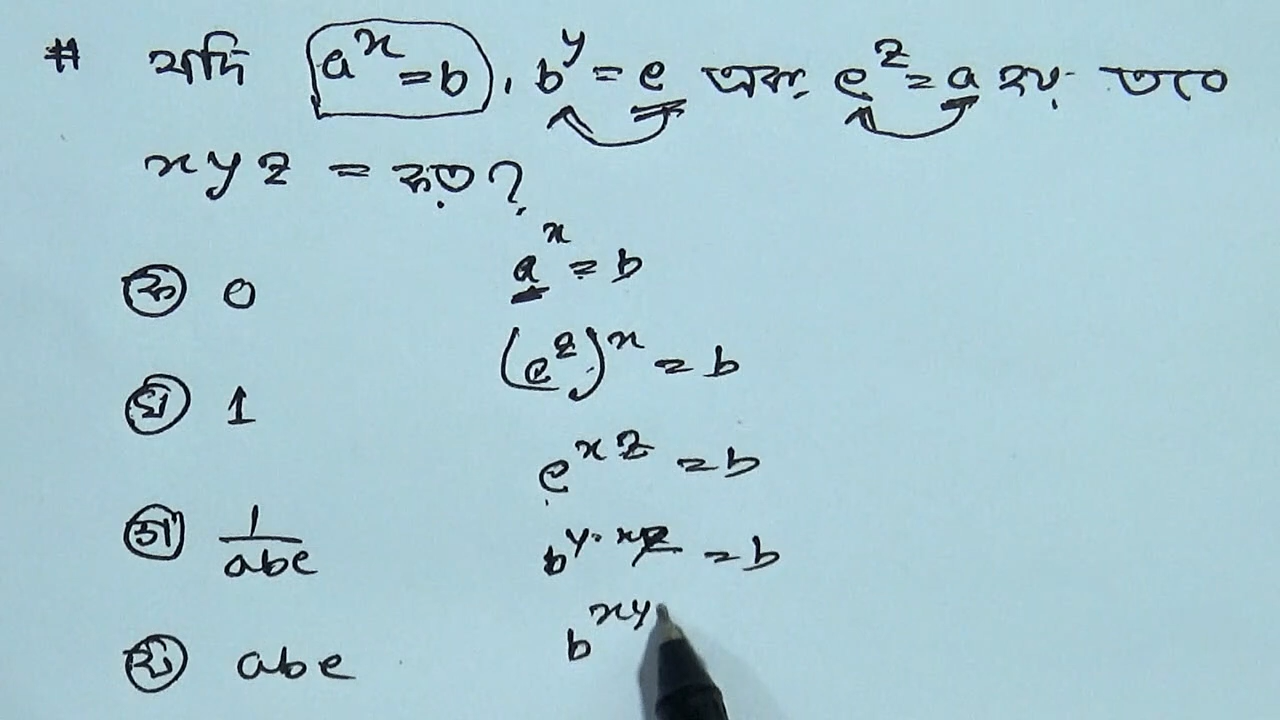 # যদি a^x = b, b^y = c এবং c^z = a হয় তবে
xyz = কত?
ক 0
খ 1
গ 1/abc
ঘ abc
a^x = b
(c^z)^x = b
c^xz = b
b^y·xz = b
b^xy